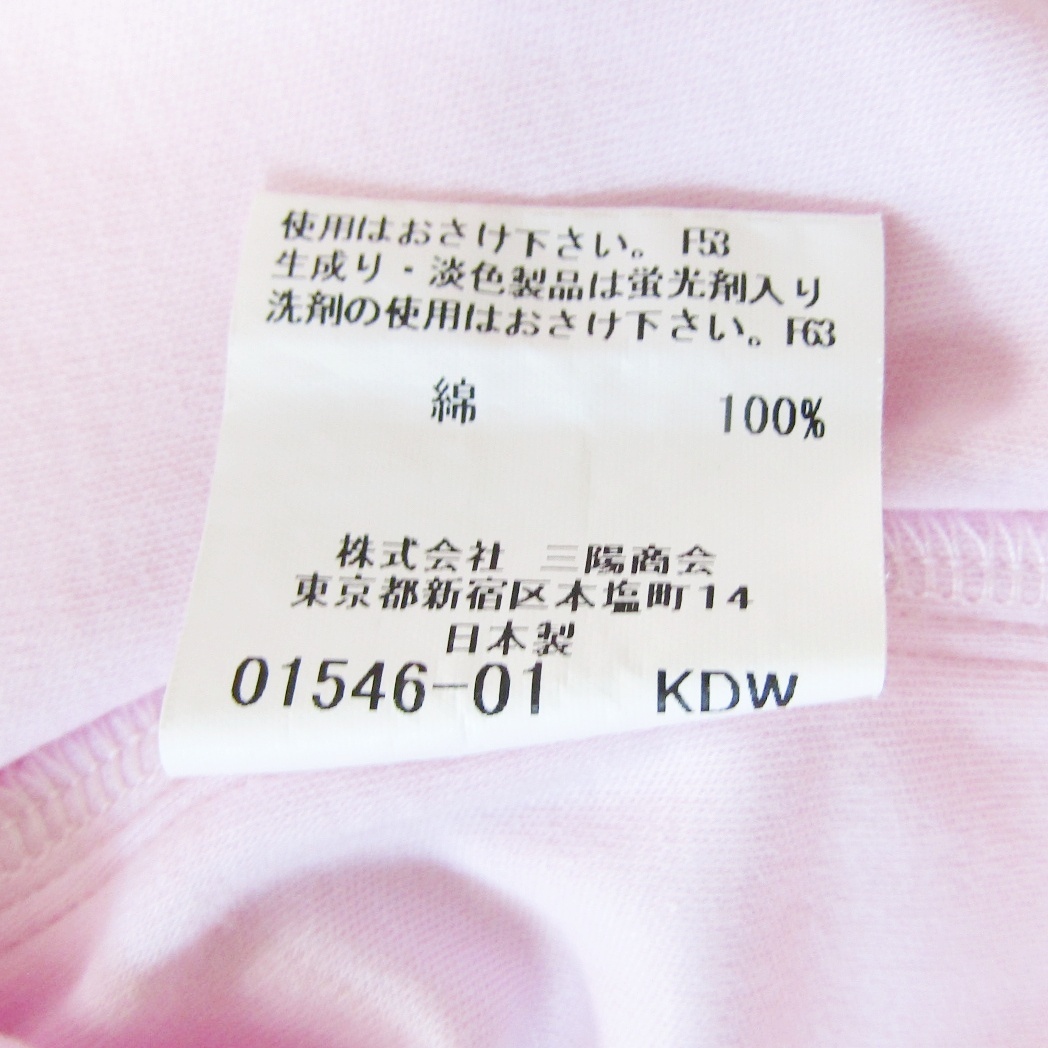 使用はおさけ下さい。 F53
生成り・淡色製品は蛍光剤入り
洗剤の使用はおさけ下さい。F63
綿 100%
株式会社 三陽商会
東京都新宿区本塩町14
日本製
01546-01 KDW